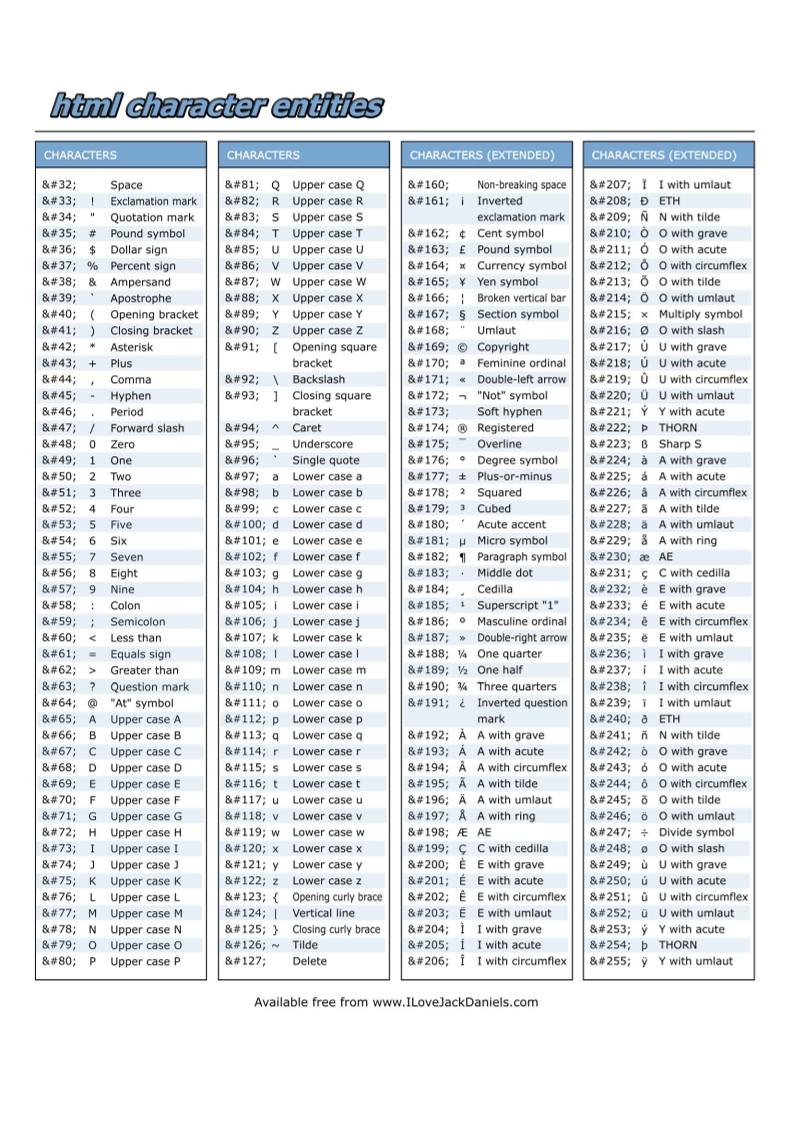 html character entities
CHARACTERS
&#32; Space
&#33; ! Exclamation mark
&#34; " Quotation mark
&#35; # Pound symbol
&#36; $ Dollar sign
&#37; % Percent sign
&#38; & Ampersand
&#39; ` Apostrophe
&#40; ( Opening bracket
&#41; ) Closing bracket
&#42; * Asterisk
&#43; + Plus
&#44; , Comma
&#45; - Hyphen
&#46; . Period
&#47; / Forward slash
&#48; 0 Zero
&#49; 1 One
&#50; 2 Two
&#51; 3 Three
&#52; 4 Four
&#53; 5 Five
&#54; 6 Six
&#55; 7 Seven
&#56; 8 Eight
&#57; 9 Nine
&#58; : Colon
&#59; ; Semicolon
&#60; < Less than
&#61; = Equals sign
&#62; > Greater than
&#63; ? Question mark
&#64; @ "At" symbol
&#65; A Upper case A
&#66; B Upper case B
&#67; C Upper case C
&#68; D Upper case D
&#69; E Upper case E
&#70; F Upper case F
&#71; G Upper case G
&#72; H Upper case H
&#73; I Upper case I
&#74; J Upper case J
&#75; K Upper case K
&#76; L Upper case L
&#77; M Upper case M
&#78; N Upper case N
&#79; O Upper case O
&#80; P Upper case P
CHARACTERS
&#81; Q Upper case Q
&#82; R Upper case R
&#83; S Upper case S
&#84; T Upper case T
&#85; U Upper case U
&#86; V Upper case V
&#87; W Upper case W
&#88; X Upper case X
&#89; Y Upper case Y
&#90; Z Upper case Z
&#91; [ Opening square
bracket
&#92; \ Backslash
&#93; ] Closing square
bracket
&#94; ^ Caret
&#95; _ Underscore
&#96; ` Single quote
&#97; a Lower case a
&#98; b Lower case b
&#99; c Lower case c
&#100; d Lower case d
&#101; e Lower case e
&#102; f Lower case f
&#103; g Lower case g
&#104; h Lower case h
&#105; i Lower case i
&#106; j Lower case j
&#107; k Lower case k
&#108; l Lower case l
&#109; m Lower case m
&#110; n Lower case n
&#111; o Lower case o
&#112; p Lower case p
&#113; q Lower case q
&#114; r Lower case r
&#115; s Lower case s
&#116; t Lower case t
&#117; u Lower case u
&#118; v Lower case v
&#119; w Lower case w
&#120; x Lower case x
&#121; y Lower case y
&#122; z Lower case z
&#123; { Opening curly brace
&#124; | Vertical line
&#125; } Closing curly brace
&#126; ~ Tilde
&#127; Delete
CHARACTERS (EXTENDED)
&#160; Non-breaking space
&#161; ¡ Inverted
exclamation mark
&#162; ¢ Cent symbol
&#163; £ Pound symbol
&#164; ¤ Currency symbol
&#165; ¥ Yen symbol
&#166; ¦ Broken vertical bar
&#167; § Section symbol
&#168; ¨ Umlaut
&#169; © Copyright
&#170; ª Feminine ordinal
&#171; « Double-left arrow
&#172; ¬ "Not" symbol
&#173; Soft hyphen
&#174; ® Registered
&#175; ¯ Overline
&#176; ° Degree symbol
&#177; ± Plus-or-minus
&#178; ² Squared
&#179; ³ Cubed
&#180; ´ Acute accent
&#181; µ Micro symbol
&#182; ¶ Paragraph symbol
&#183; · Middle dot
&#184; ¸ Cedilla
&#185; ¹ Superscript "1"
&#186; º Masculine ordinal
&#187; » Double-right arrow
&#188; ¼ One quarter
&#189; ½ One half
&#190; ¾ Three quarters
&#191; ¿ Inverted question
mark
&#192; À A with grave
&#193; Á A with acute
&#194; Â A with circumflex
&#195; Ã A with tilde
&#196; Ä A with umlaut
&#197; Å A with ring
&#198; Æ AE
&#199; Ç C with cedilla
&#200; È E with grave
&#201; É E with acute
&#202; Ê E with circumflex
&#203; Ë E with umlaut
&#204; Ì I with grave
&#205; Í I with acute
&#206; Î I with circumflex
CHARACTERS (EXTENDED)
&#207; Ï I with umlaut
&#208; Ð ETH
&#209; Ñ N with tilde
&#210; Ò O with grave
&#211; Ó O with acute
&#212; Ô O with circumflex
&#213; Õ O with tilde
&#214; Ö O with umlaut
&#215; × Multiply symbol
&#216; Ø O with slash
&#217; Ù U with grave
&#218; Ú U with acute
&#219; Û U with circumflex
&#220; Ü U with umlaut
&#221; Ý Y with acute
&#222; Þ THORN
&#223; ß Sharp S
&#224; à A with grave
&#225; á A with acute
&#226; â A with circumflex
&#227; ã A with tilde
&#228; ä A with umlaut
&#229; å A with ring
&#230; æ AE
&#231; ç C with cedilla
&#232; è E with grave
&#233; é E with acute
&#234; ê E with circumflex
&#235; ë E with umlaut
&#236; ì I with grave
&#237; í I with acute
&#238; î I with circumflex
&#239; ï I with umlaut
&#240; ð ETH
&#241; ñ N with tilde
&#242; ò O with grave
&#243; ó O with acute
&#244; ô O with circumflex
&#245; õ O with tilde
&#246; ö O with umlaut
&#247; ÷ Divide symbol
&#248; ø O with slash
&#249; ù U with grave
&#250; ú U with acute
&#251; û U with circumflex
&#252; ü U with umlaut
&#253; ý Y with acute
&#254; þ THORN
&#255; ÿ Y with umlaut
Available free from www.ILoveJackDaniels.com